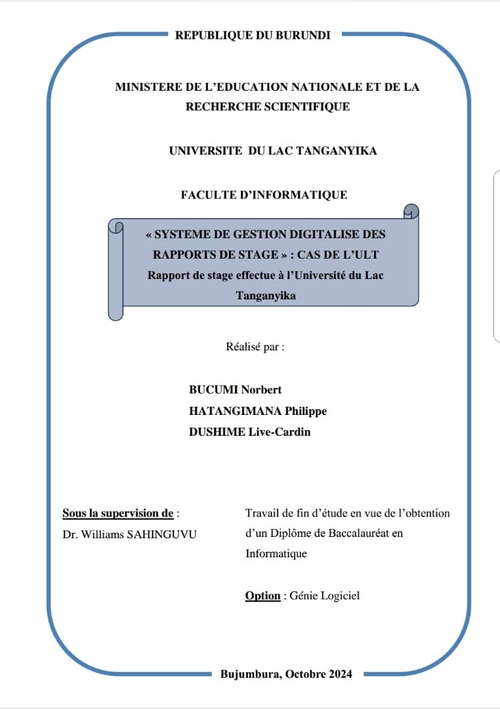 REPUBLIQUE DU BURUNDI
MINISTERE DE L'EDUCATION NATIONALE ET DE LA
RECHERCHE SCIENTIFIQUE
UNIVERSITE DU LAC TANGANYIKA
FACULTE D'INFORMATIQUE
« SYSTEME DE GESTION DIGITALISE DES
RAPPORTS DE STAGE » : CAS DE L'ULT
Rapport de stage effectue à l'Université du Lac
Tanganyika
Réalisé par :
BUCUMI Norbert
HATANGIMANA Philippe
DUSHIME Live-Cardin
Sous la supervision de :
Dr. Williams SAHINGUVU
Travail de fin d'étude en vue de l'obtention
d'un Diplôme de Baccalauréat en
Informatique
Option : Génie Logiciel
Bujumbura, Octobre 2024